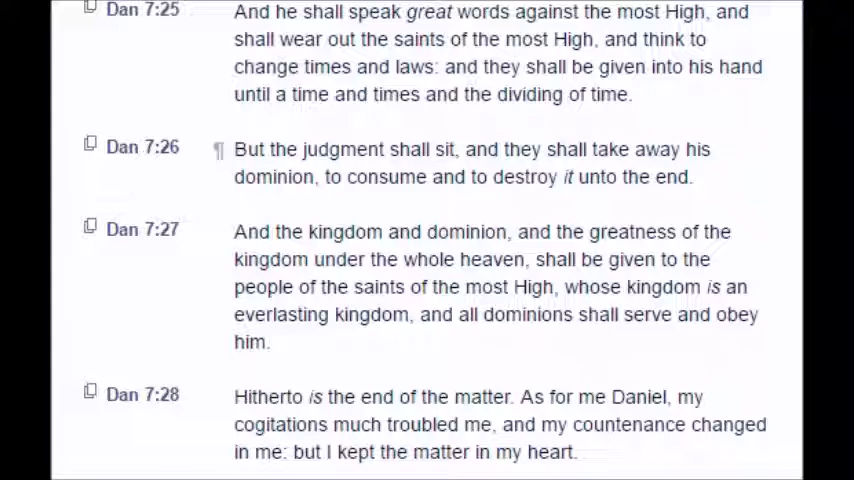 Dan 7:25 And he shall speak great words against the most High, and
shall wear out the saints of the most High, and think to
change times and laws: and they shall be given into his hand
until a time and times and the dividing of time.
Dan 7:26 ¶ But the judgment shall sit, and they shall take away his
dominion, to consume and to destroy it unto the end.
Dan 7:27 And the kingdom and dominion, and the greatness of the
kingdom under the whole heaven, shall be given to the
people of the saints of the most High, whose kingdom is an
everlasting kingdom, and all dominions shall serve and obey
him.
Dan 7:28 Hitherto is the end of the matter. As for me Daniel, my
cogitations much troubled me, and my countenance changed
in me: but I kept the matter in my heart.